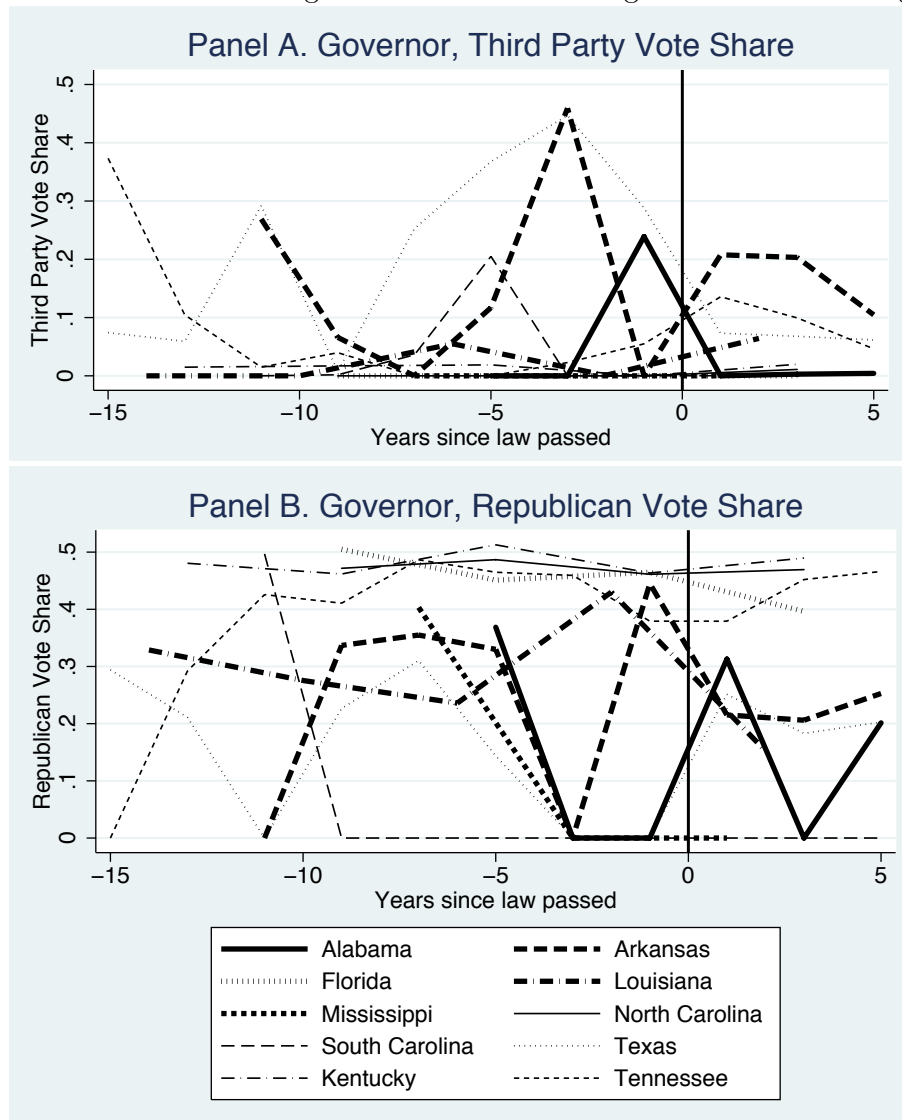 Panel A. Governor, Third Party Vote Share
Third Party Vote Share
.5
.4
.3
.2
.1
0
−15 −10 −5 0 5
Years since law passed
Panel B. Governor, Republican Vote Share
Republican Vote Share
.5
.4
.3
.2
.1
0
−15 −10 −5 0 5
Years since law passed
Alabama Arkansas
Florida Louisiana
Mississippi North Carolina
South Carolina Texas
Kentucky Tennessee